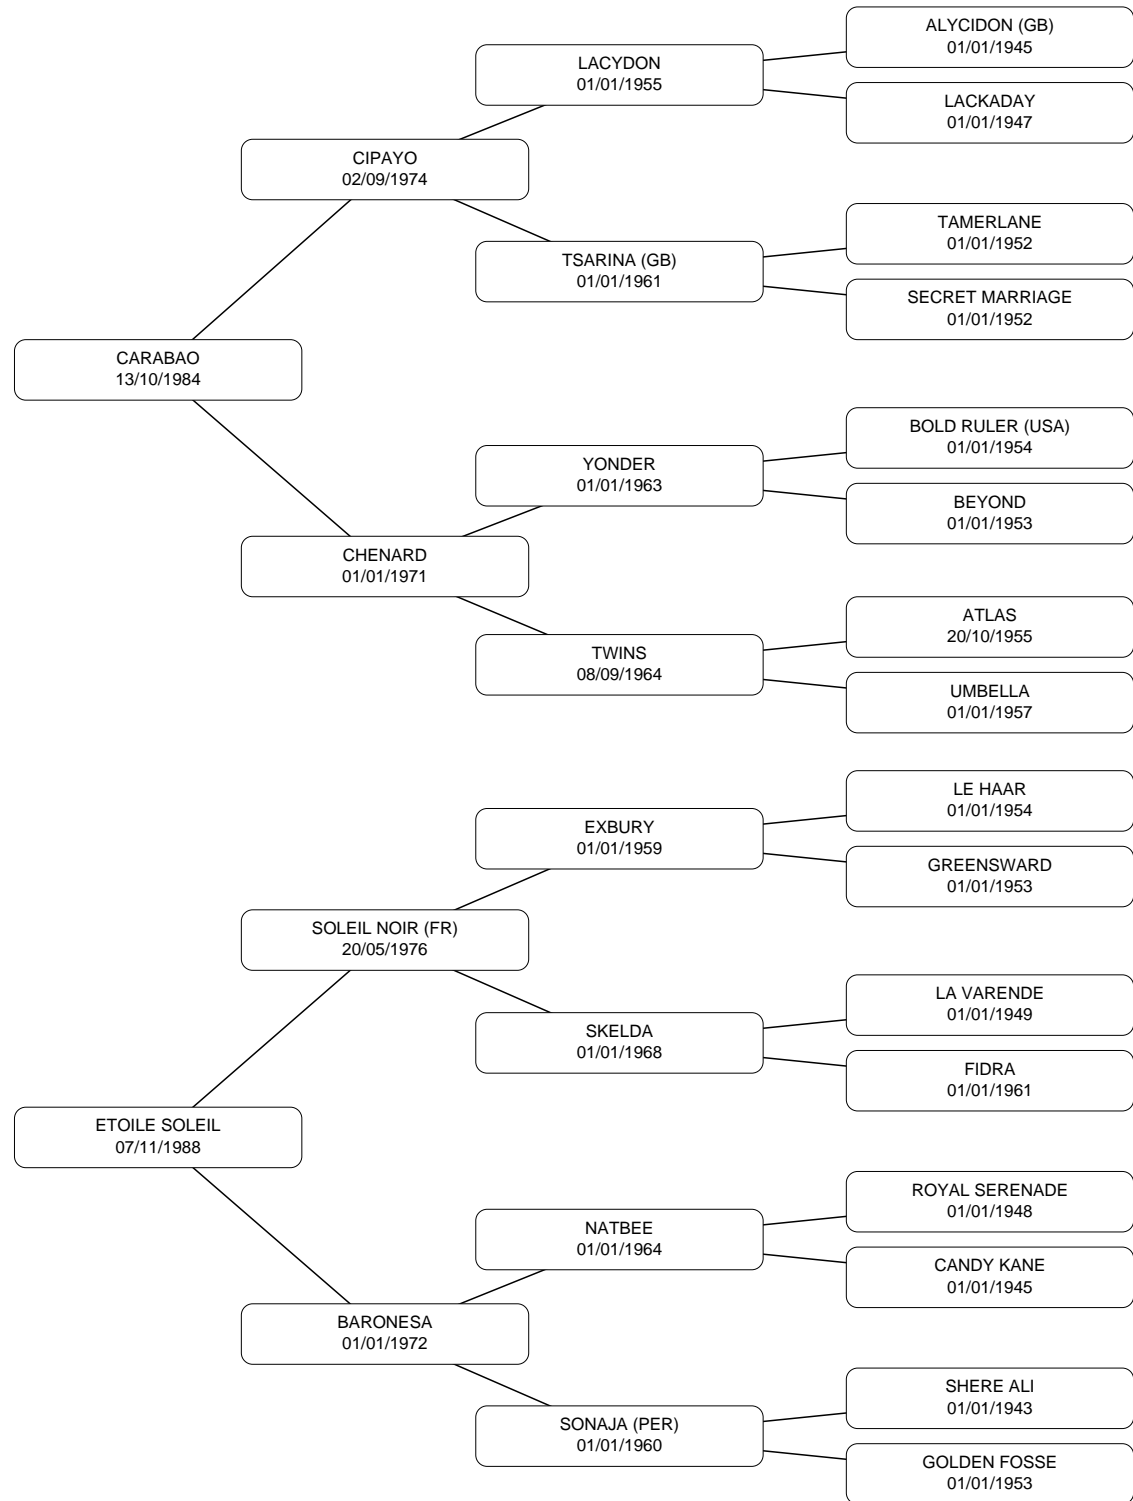 ALYCIDON (GB)
01/01/1945
LACYDON
01/01/1955
LACKADAY
01/01/1947
CIPAYO
02/09/1974
TAMERLANE
01/01/1952
TSARINA (GB)
01/01/1961
SECRET MARRIAGE
01/01/1952
CARABAO
13/10/1984
BOLD RULER (USA)
01/01/1954
YONDER
01/01/1963
BEYOND
01/01/1953
CHENARD
01/01/1971
ATLAS
20/10/1955
TWINS
08/09/1964
UMBELLA
01/01/1957
LE HAAR
01/01/1954
EXBURY
01/01/1959
GREENSWARD
01/01/1953
SOLEIL NOIR (FR)
20/05/1976
LA VARENDE
01/01/1949
SKELDA
01/01/1968
FIDRA
01/01/1961
ETOILE SOLEIL
07/11/1988
ROYAL SERENADE
01/01/1948
NATBEE
01/01/1964
CANDY KANE
01/01/1945
BARONESA
01/01/1972
SHERE ALI
01/01/1943
SONAJA (PER)
01/01/1960
GOLDEN FOSSE
01/01/1953